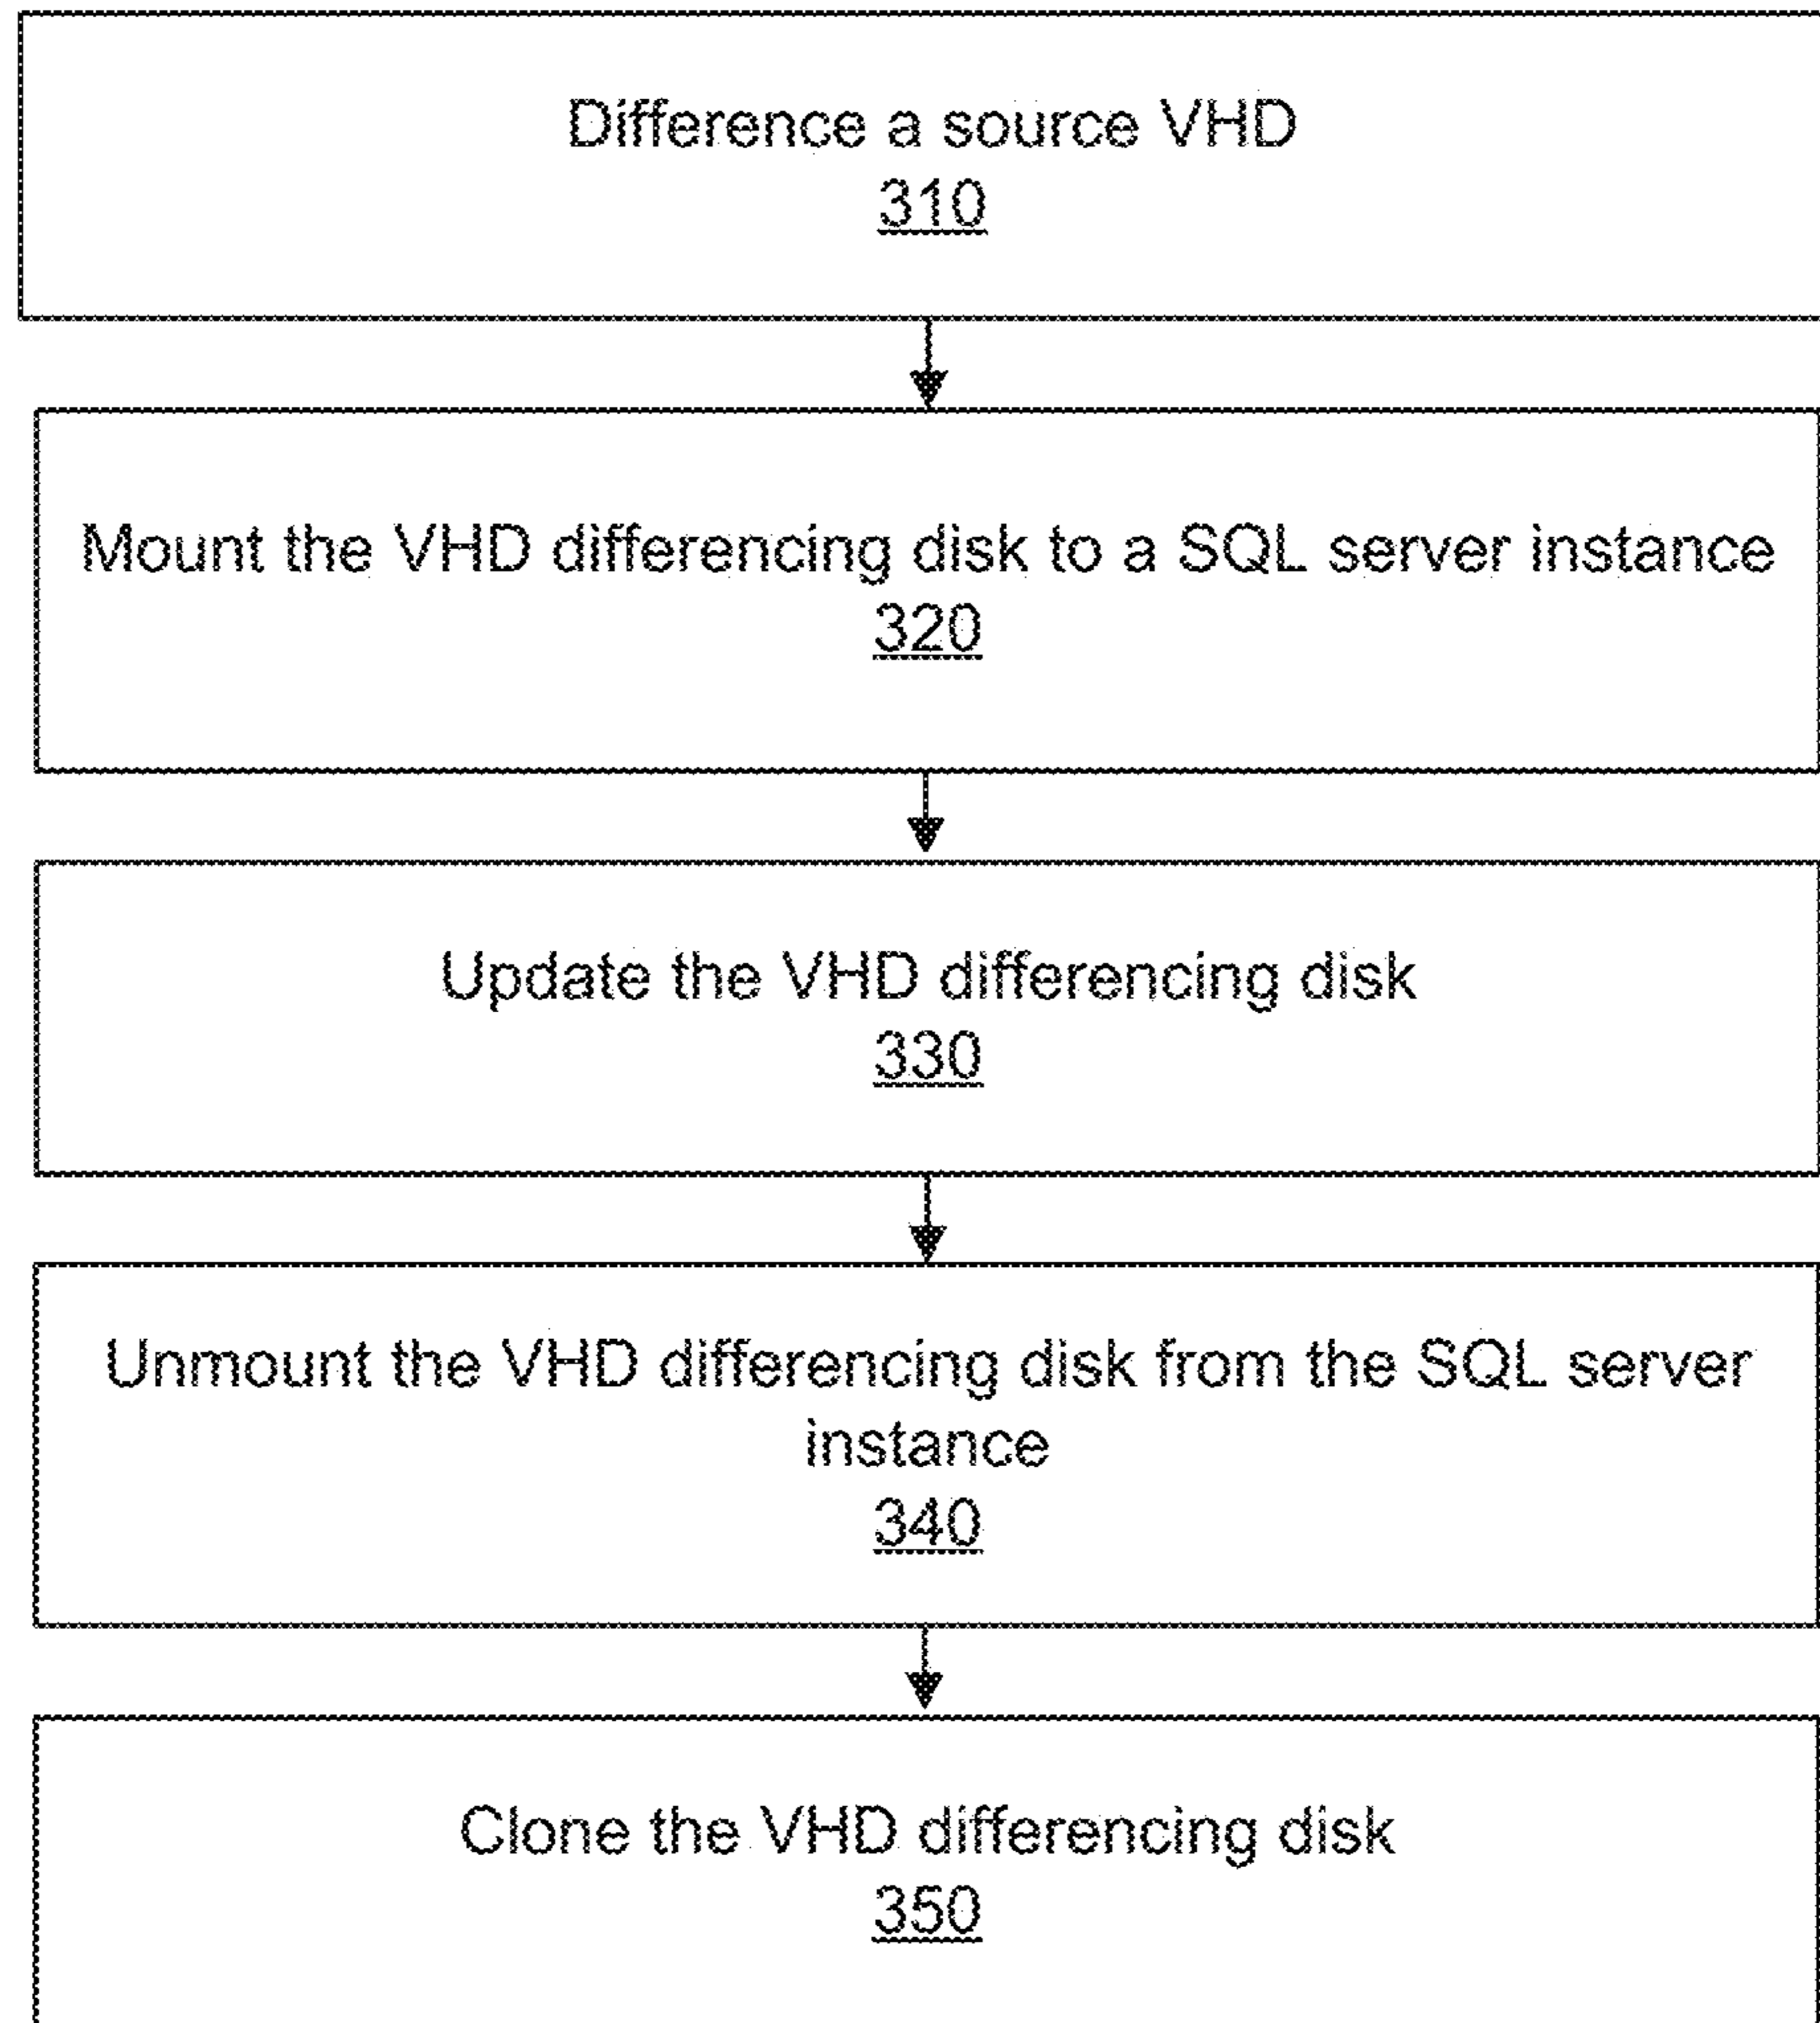 Difference a source VHD
310
Mount the VHD differencing disk to a SQL server instance
320
Update the VHD differencing disk
330
Unmount the VHD differencing disk from the SQL server
instance
340
Clone the VHD differencing disk
350